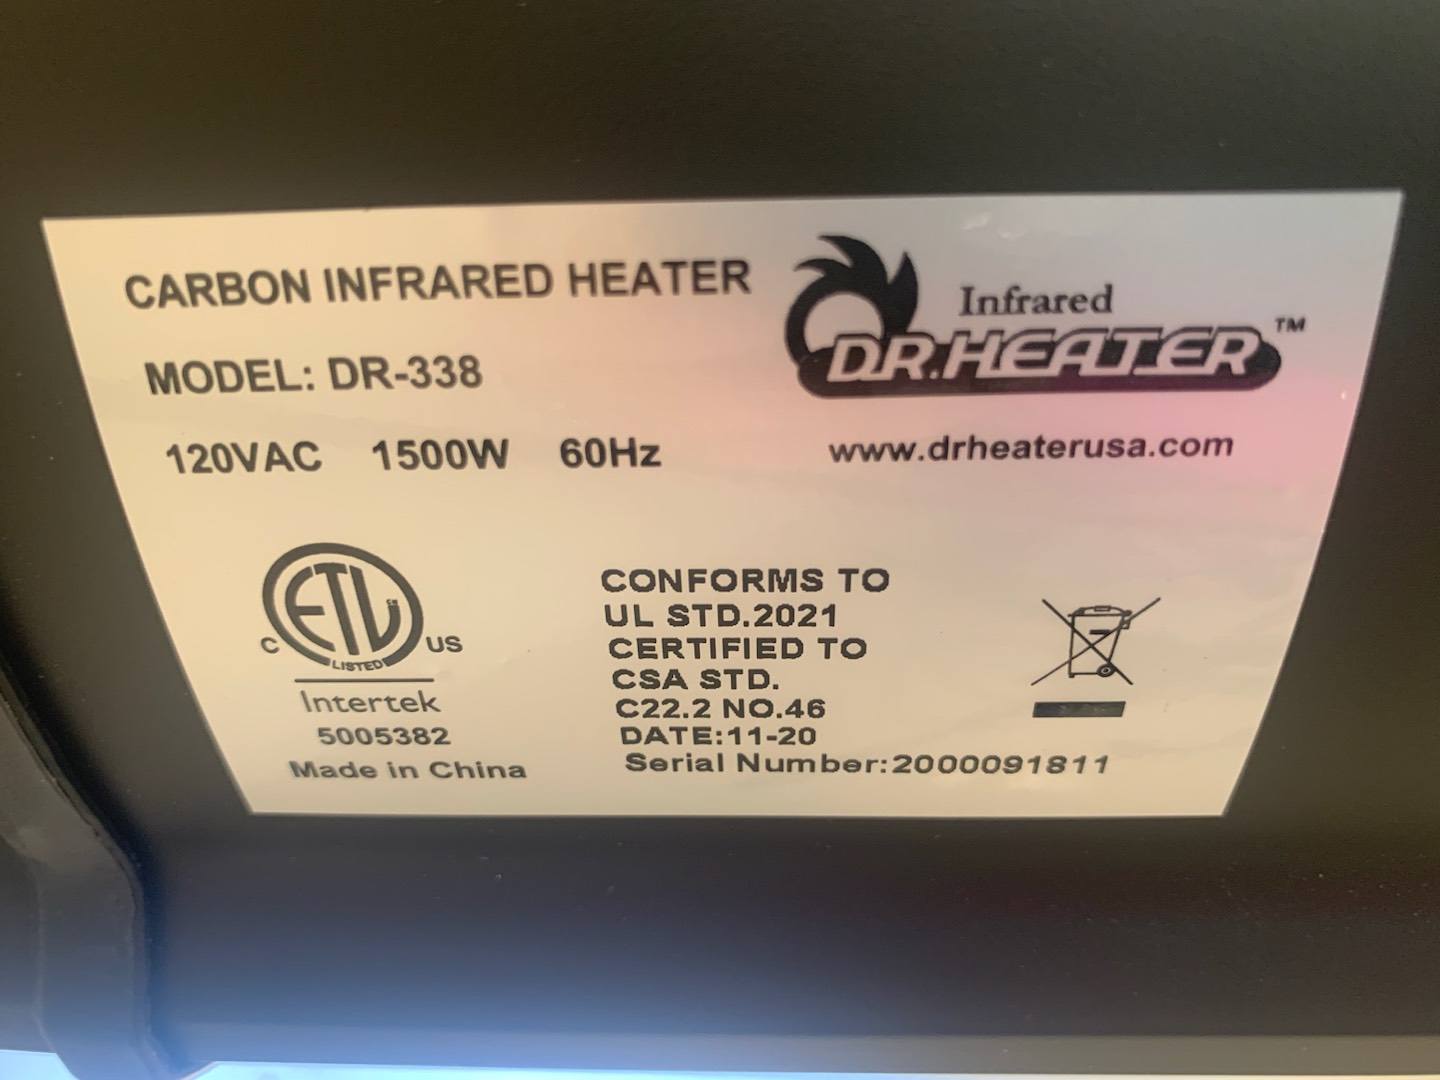 CARBON INFRARED HEATER
Infrared
DR.HEATER™
MODEL: DR-338
120VAC 1500W 60Hz
www.drheaterusa.com
ETL CM
C US
LISTED
Intertek
5005382
Made in China
CONFORMS TO
UL STD.2021
CERTIFIED TO
CSA STD.
C22.2 NO.46
DATE:11-20
Serial Number:2000091811